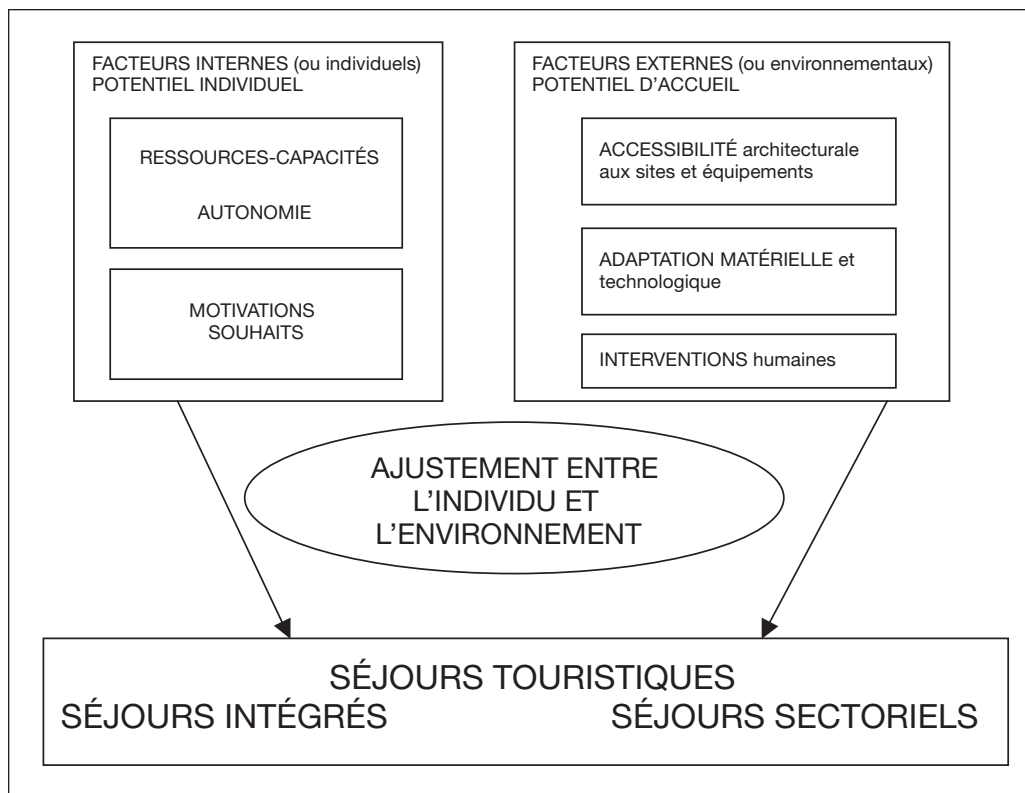 FACTEURS INTERNES (ou individuels)
POTENTIEL INDIVIDUEL
RESSOURCES-CAPACITÉS
AUTONOMIE
MOTIVATIONS
SOUHAITS
FACTEURS EXTERNES (ou environnementaux)
POTENTIEL D’ACCUEIL
ACCESSIBILITÉ architecturale
aux sites et équipements
ADAPTATION MATÉRIELLE et
technologique
INTERVENTIONS humaines
AJUSTEMENT ENTRE
L’INDIVIDU ET
L’ENVIRONNEMENT
SÉJOURS TOURISTIQUES
SÉJOURS INTÉGRÉS SÉJOURS SECTORIELS